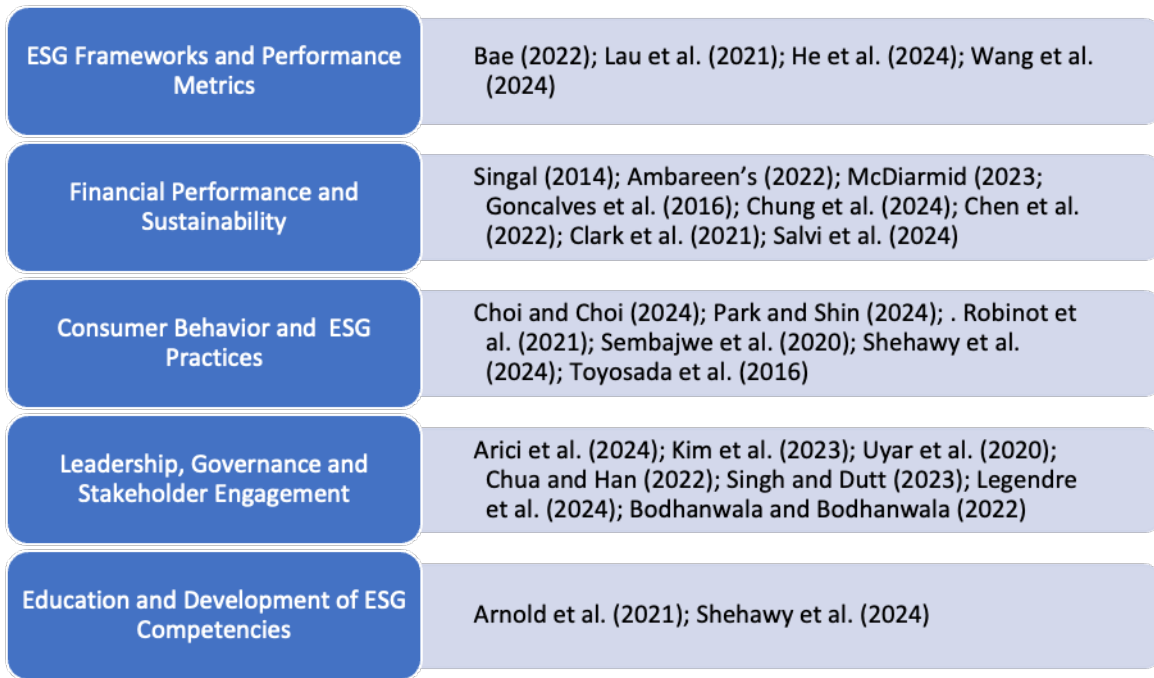 ESG Frameworks and Performance
Metrics
Bae (2022); Lau et al. (2021); He et al. (2024); Wang et al.
(2024)
Financial Performance and
Sustainability
Singal (2014); Ambareen’s (2022); McDiarmid (2023;
Goncalves et al. (2016); Chung et al. (2024); Chen et al.
(2022); Clark et al. (2021); Salvi et al. (2024)
Consumer Behavior and  ESG
Practices
Choi and Choi (2024); Park and Shin (2024); . Robinot et
al. (2021); Sembajwe et al. (2020); Shehawy et al.
(2024); Toyosada et al. (2016)
Leadership, Governance and
Stakeholder Engagement
Arici et al. (2024); Kim et al. (2023); Uyar et al. (2020);
Chua and Han (2022); Singh and Dutt (2023); Legendre
et al. (2024); Bodhanwala and Bodhanwala (2022)
Education and Development of ESG
Competencies
Arnold et al. (2021); Shehawy et al. (2024)